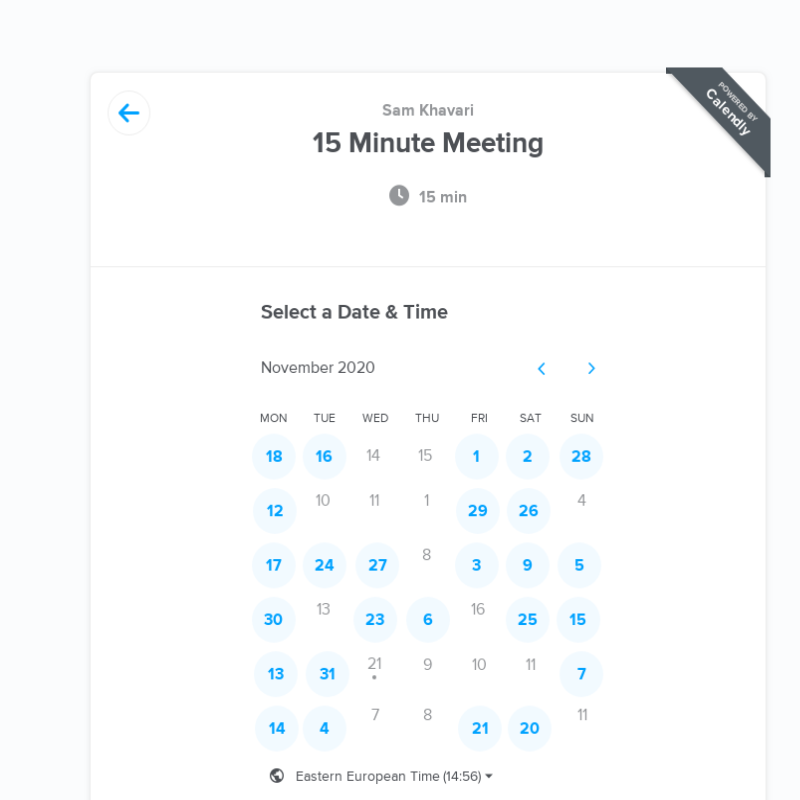 Sam Khavari
15 Minute Meeting
15 min
POWERED BY
Calendly
Select a Date & Time
November 2020
MON TUE WED THU FRI SAT SUN
18 16 14 15 1 2 28
12 10 11 1 29 26 4
17 24 27 8 3 9 5
30 13 23 6 16 25 15
13 31 21 9 10 11 7
14 4 7 8 21 20 11
Eastern European Time (14:56)